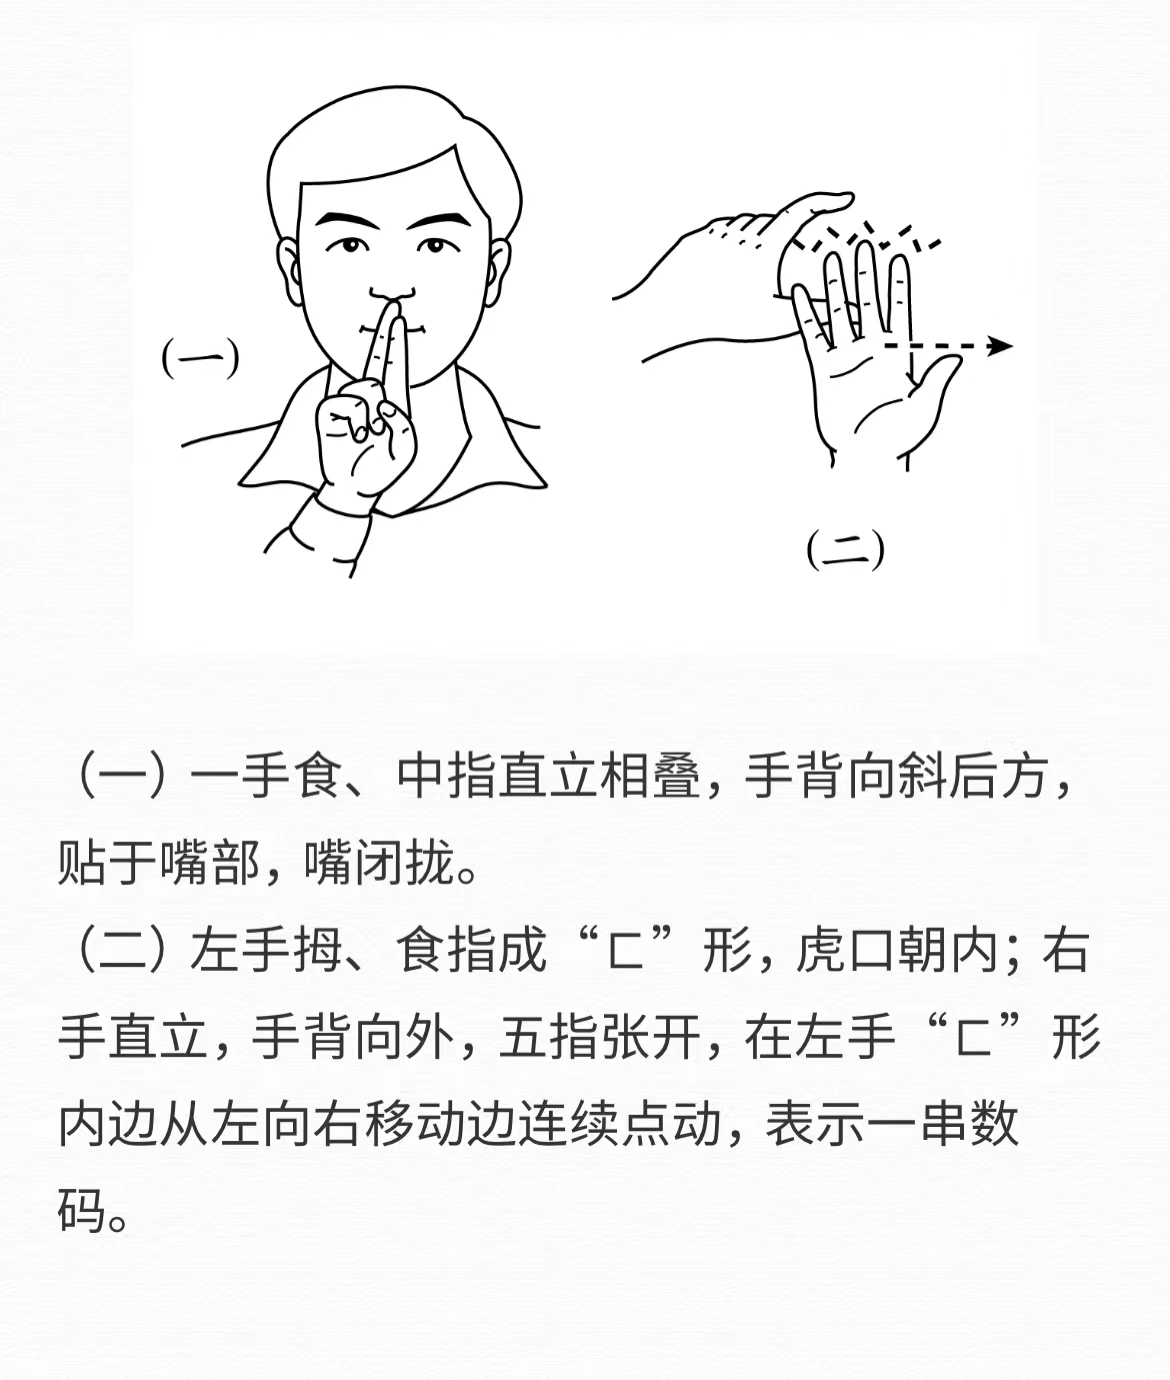 (一)
(二)
（一）一手食、中指直立相叠，手背向斜后方，
贴于嘴部，嘴闭拢。
（二）左手拇、食指成“匚”形，虎口朝内；右
手直立，手背向外，五指张开，在左手“匚”形
内边从左向右移动边连续点动，表示一串数
码。